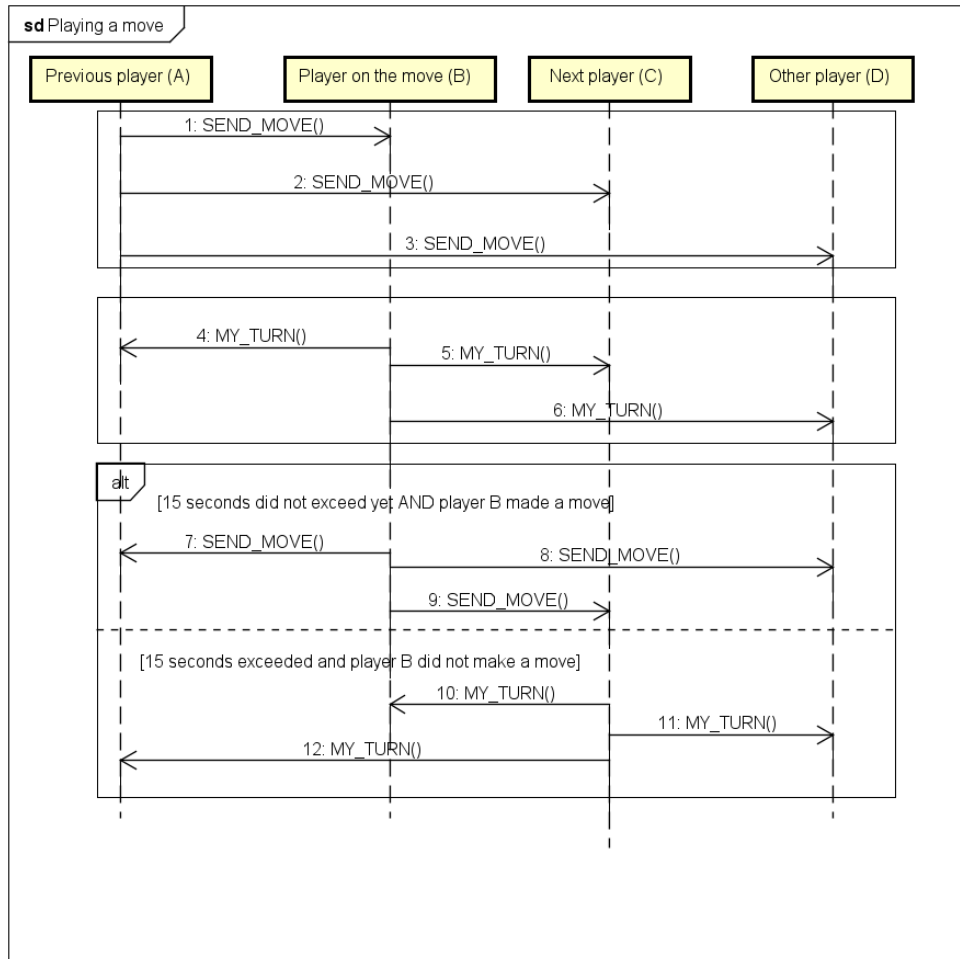 sd Playing a move
Previous player (A)
Player on the move (B)
Next player (C)
Other player (D)
1: SEND_MOVE()
2: SEND_MOVE()
3: SEND_MOVE()
4: MY_TURN()
5: MY_TURN()
6: MY_TURN()
alt
[15 seconds did not exceed yet AND player B made a move]
7: SEND_MOVE()
8: SEND_MOVE()
9: SEND_MOVE()
[15 seconds exceeded and player B did not make a move]
10: MY_TURN()
11: MY_TURN()
12: MY_TURN()